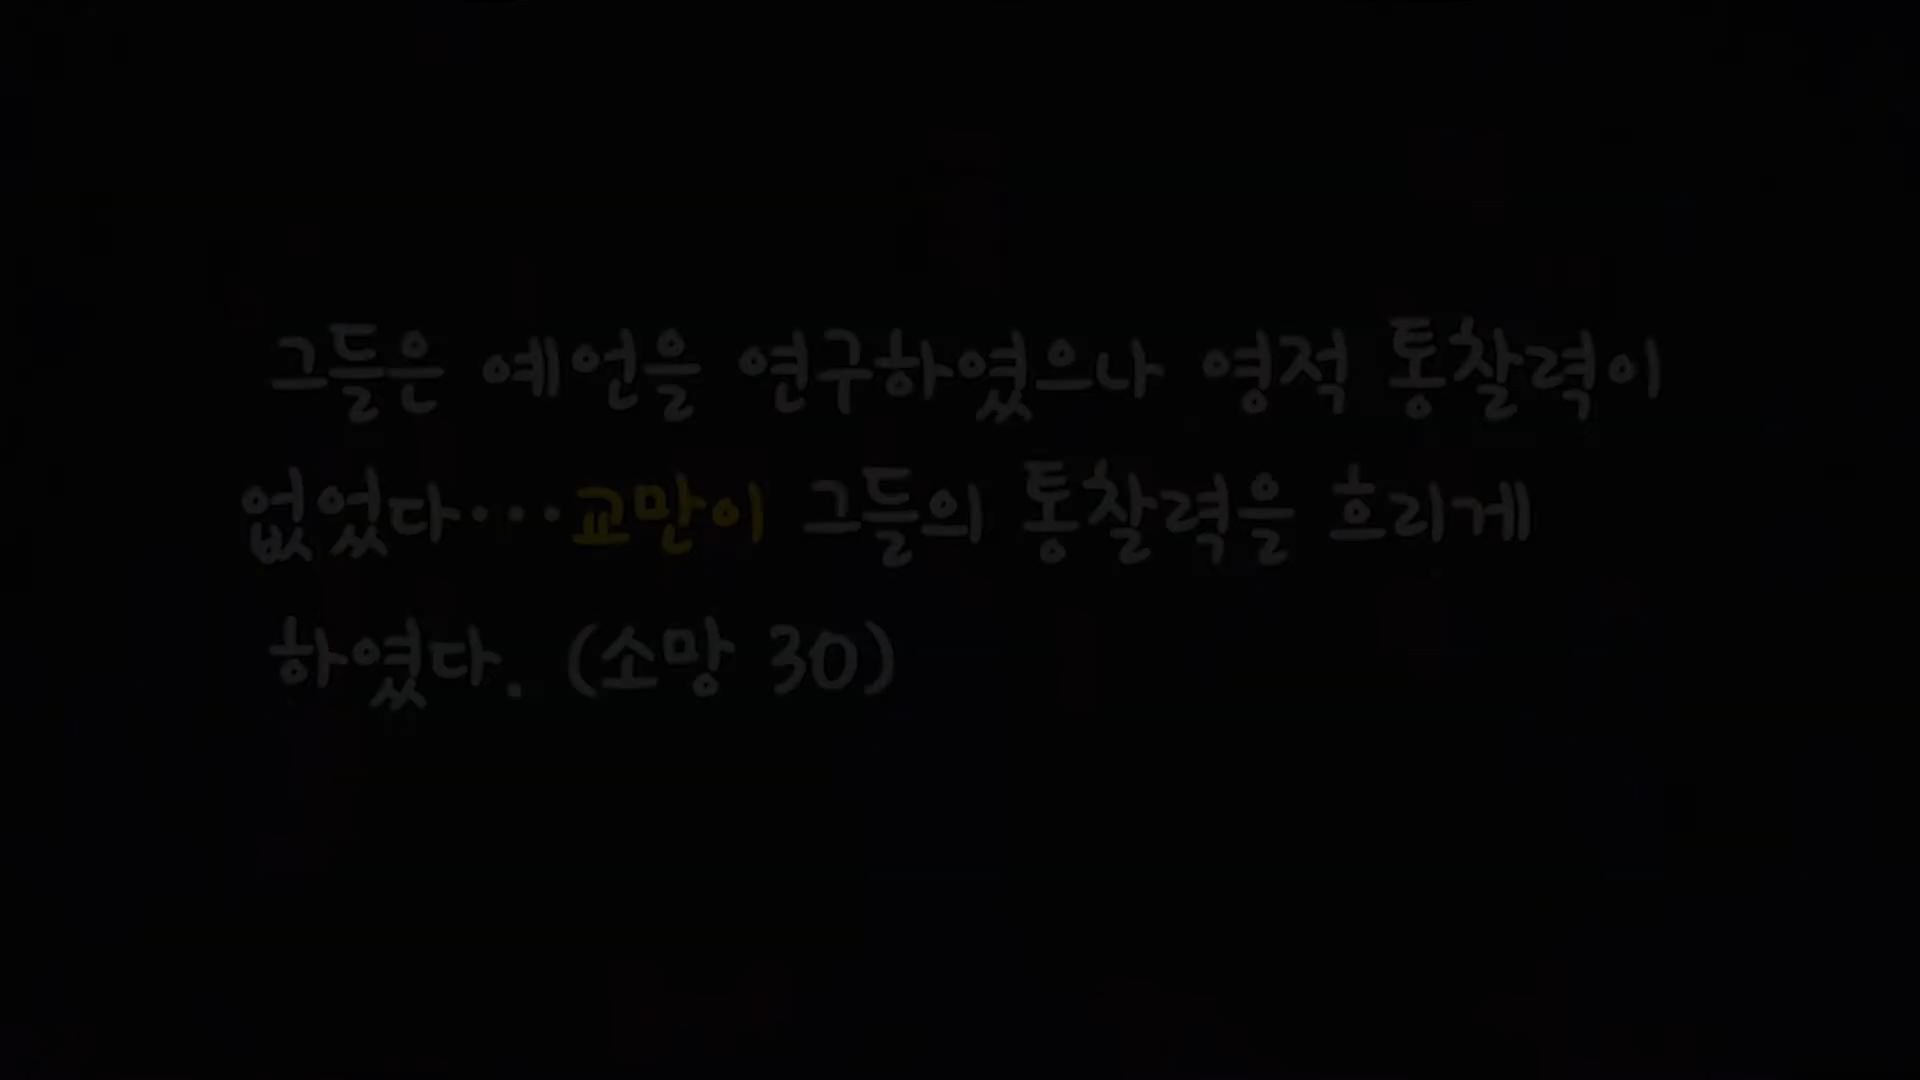 그들은 예언을 연구하였으나 영적 통찰력이
없었다···교만이 그들의 통찰력을 흐리게
하였다. (소망 30)